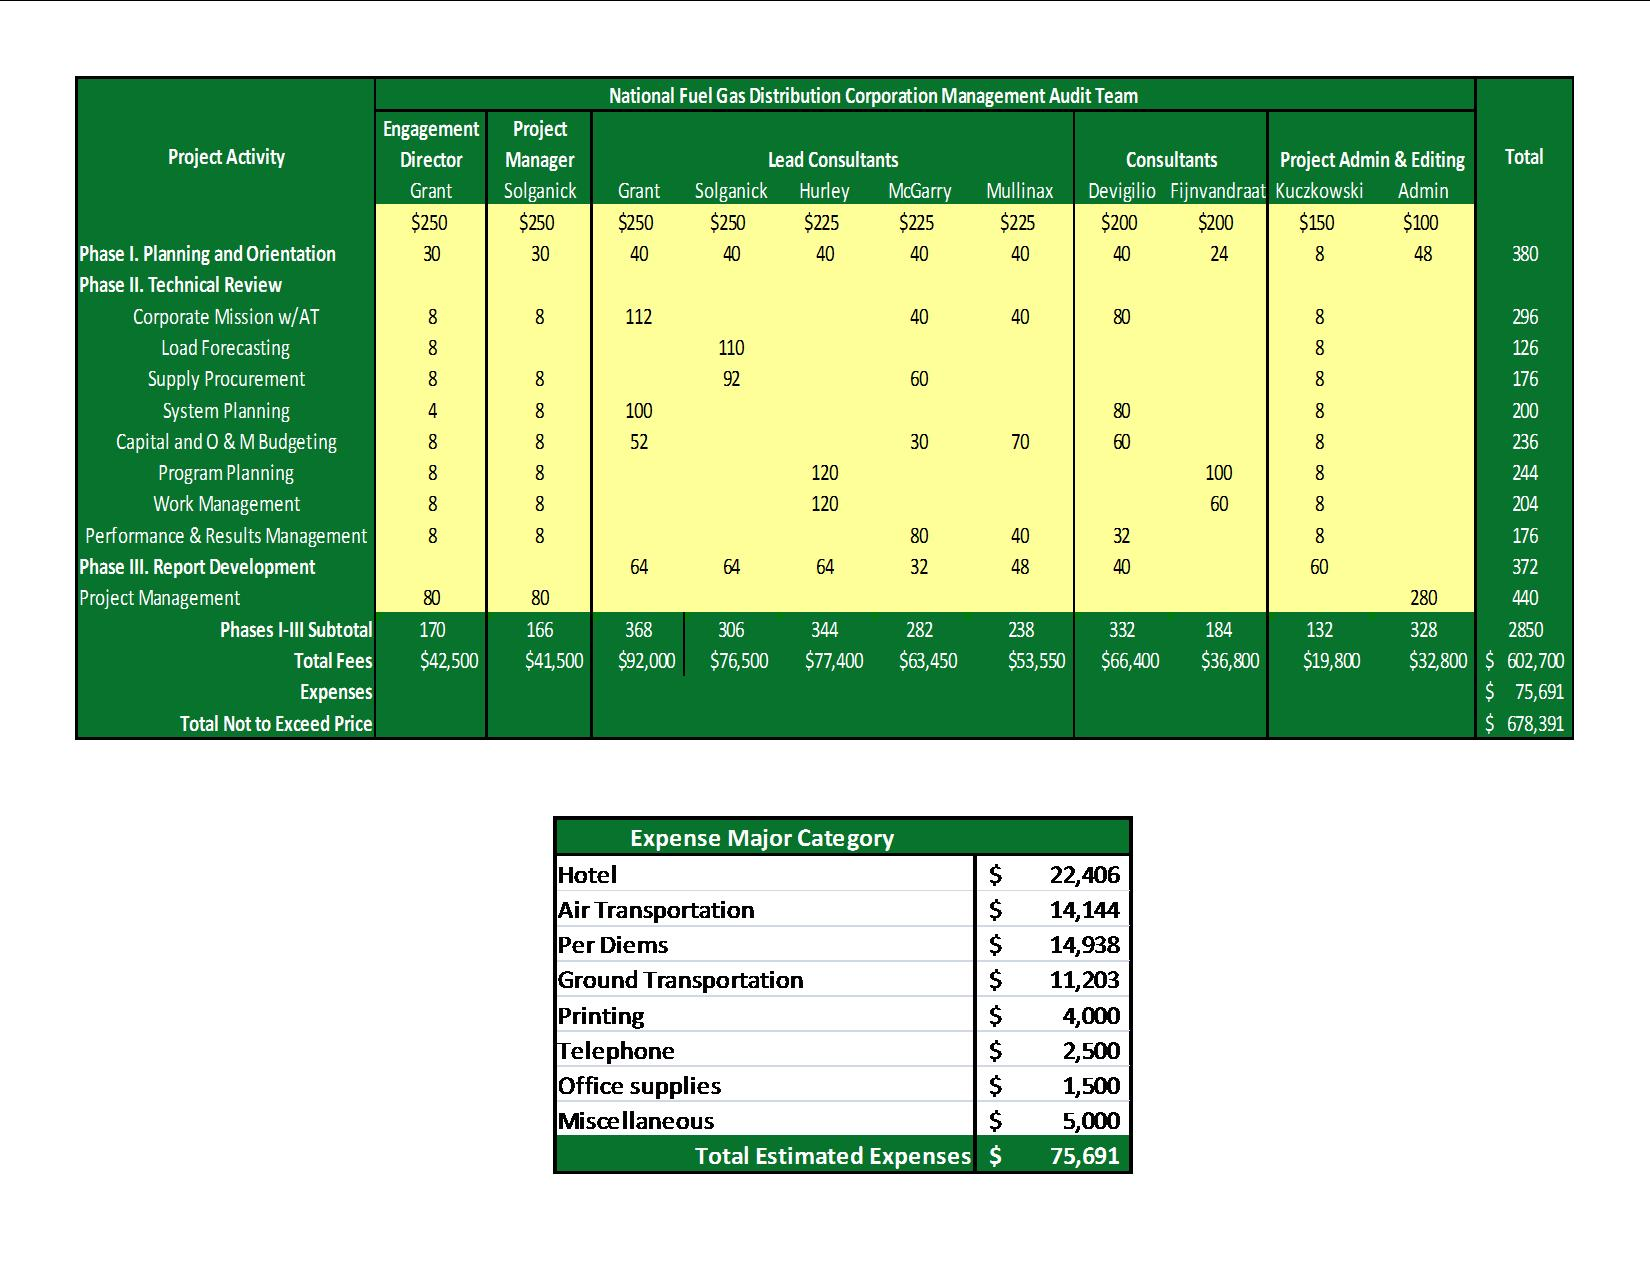 National Fuel Gas Distribution Corporation Management Audit Team
Engagement Project
Project Activity Director Manager Lead Consultants Consultants Project Admin & Editing Total
Grant Solganick Grant Solganick Hurley McGarry Mullinax Devigilio Fijnvandraat Kuczkowski Admin
$250 $250 $250 $250 $225 $225 $225 $200 $200 $150 $100
Phase I. Planning and Orientation 30 30 40 40 40 40 40 40 24 8 48 380
Phase II. Technical Review
Corporate Mission w/AT 8 8 112 40 40 80 8 296
Load Forecasting 8 110 8 126
Supply Procurement 8 8 92 60 8 176
System Planning 4 8 100 80 8 200
Capital and O & M Budgeting 8 8 52 30 70 60 8 236
Program Planning 8 8 120 100 8 244
Work Management 8 8 120 60 8 204
Performance & Results Management 8 8 80 40 32 8 176
Phase III. Report Development 64 64 64 32 48 40 60 372
Project Management 80 80 280 440
Phases I-III Subtotal 170 166 368 306 344 282 238 332 184 132 328 2850
Total Fees $42,500 $41,500 $92,000 $76,500 $77,400 $63,450 $53,550 $66,400 $36,800 $19,800 $32,800 $ 602,700
Expenses $ 75,691
Total Not to Exceed Price $ 678,391
Expense Major Category
Hotel $ 22,406
Air Transportation $ 14,144
Per Diems $ 14,938
Ground Transportation $ 11,203
Printing $ 4,000
Telephone $ 2,500
Office supplies $ 1,500
Miscellaneous $ 5,000
Total Estimated Expenses $ 75,691